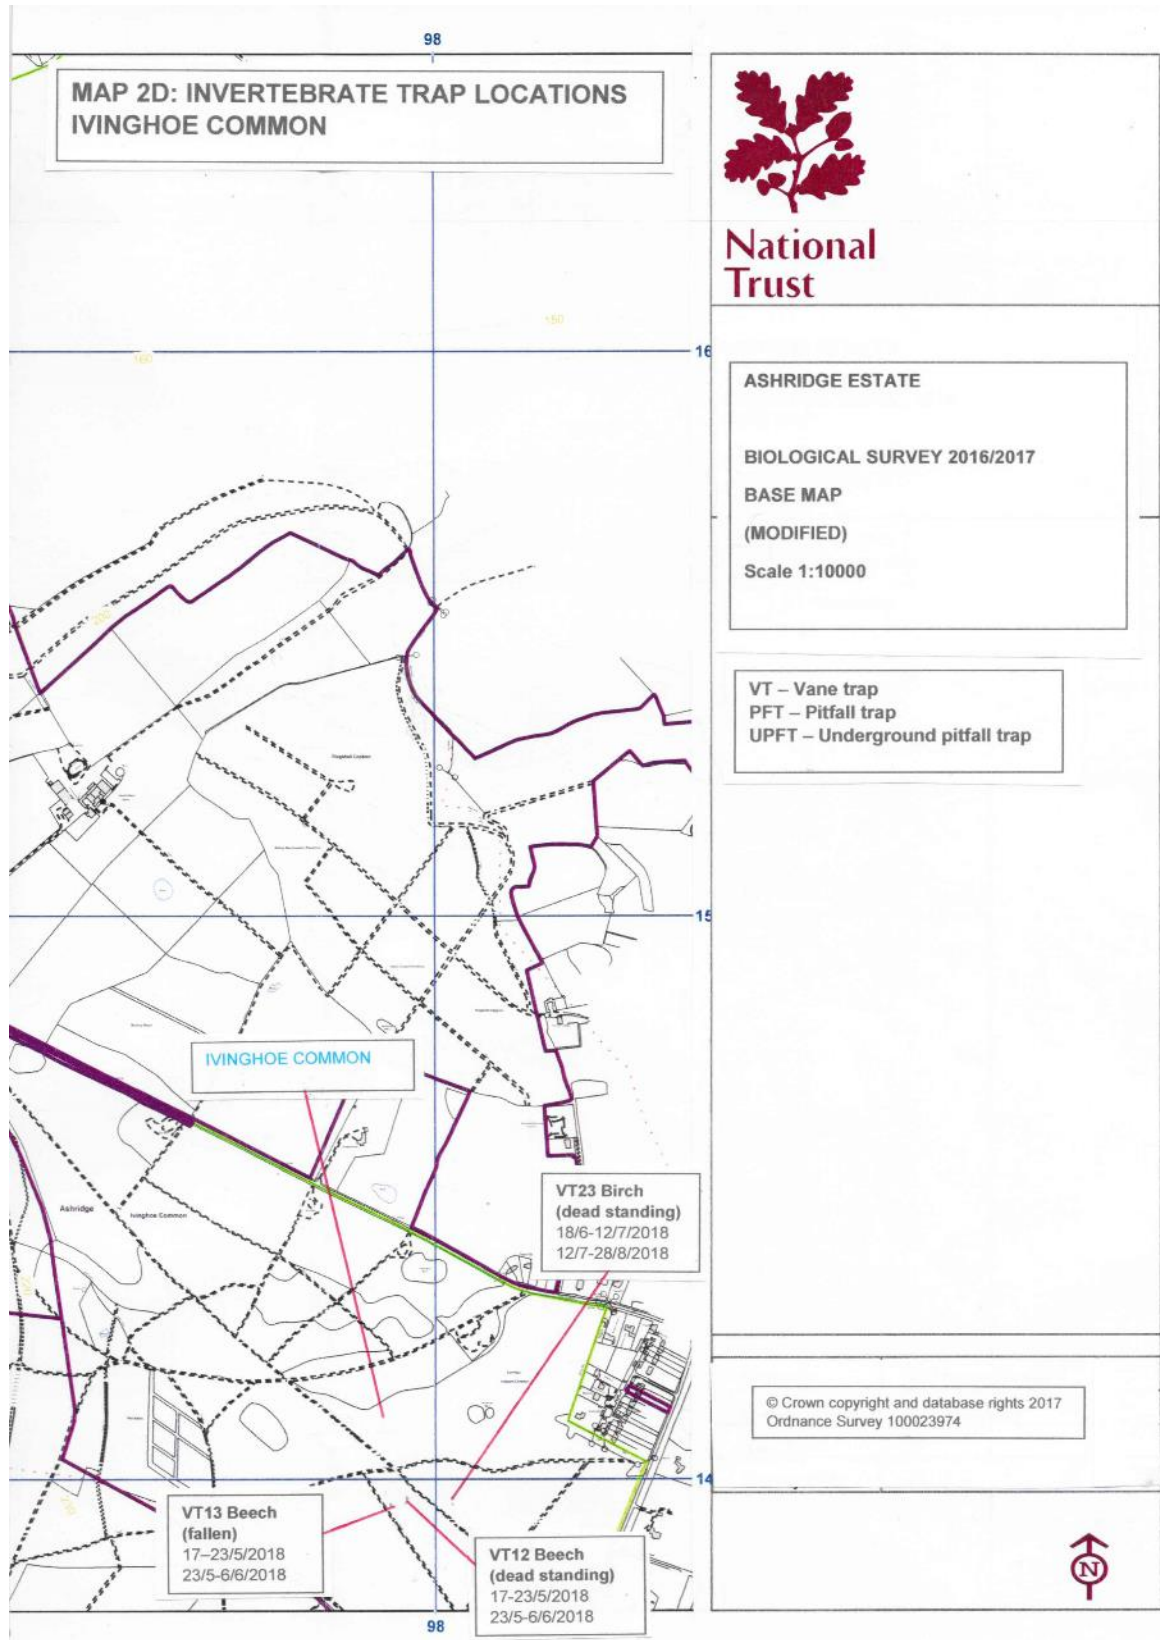 98
MAP 2D: INVERTEBRATE TRAP LOCATIONS
IVINGHOE COMMON
National
Trust
150
160
16
ASHRIDGE ESTATE
BIOLOGICAL SURVEY 2016/2017
BASE MAP
(MODIFIED)
Scale 1:10000
200
VT – Vane trap
PFT – Pitfall trap
UPFT – Underground pitfall trap
15
IVINGHOE COMMON
VT23 Birch
(dead standing)
18/6-12/7/2018
12/7-28/8/2018
Ashridge
Ivinghoe Common
© Crown copyright and database rights 2017
Ordnance Survey 100023974
14
VT13 Beech
(fallen)
17–23/5/2018
23/5-6/6/2018
VT12 Beech
(dead standing)
17-23/5/2018
23/5-6/6/2018
N
98